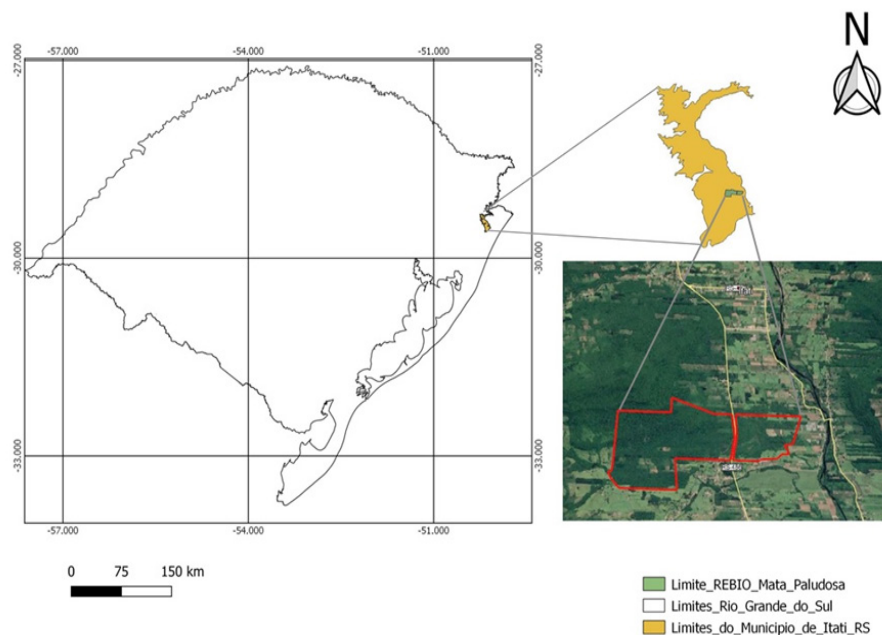 N
-57.000 -54.000 -51.000
-27.000 -27.000
-30.000 -30.000
-33.000 -33.000
-57.000 -54.000 -51.000
0 75 150 km
Limite_REBIO_Mata_Paludosa
Limites_Rio_Grande_do_Sul
Limites_do_Municipio_de_Itati_RS